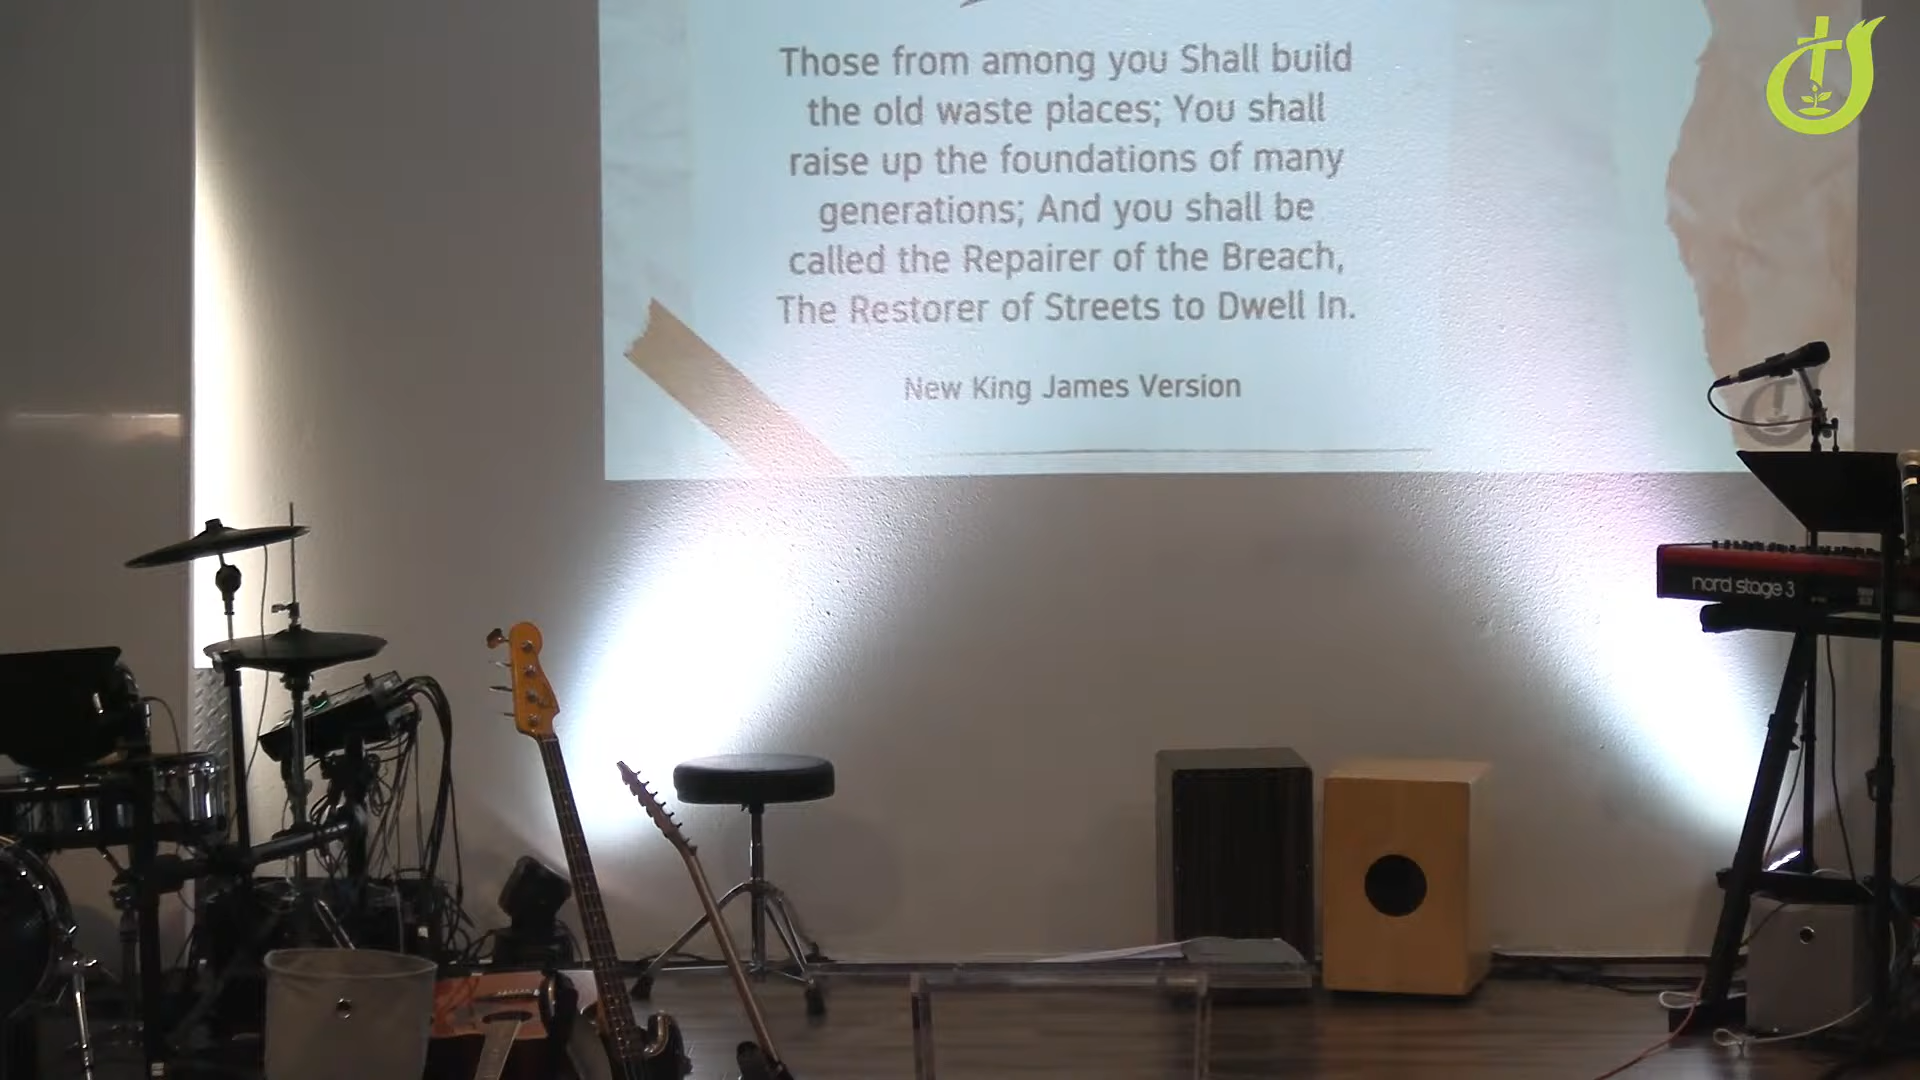 Those from among you Shall build
the old waste places; You shall
raise up the foundations of many
generations; And you shall be
called the Repairer of the Breach,
The Restorer of Streets to Dwell In.
New King James Version
nord stage 3